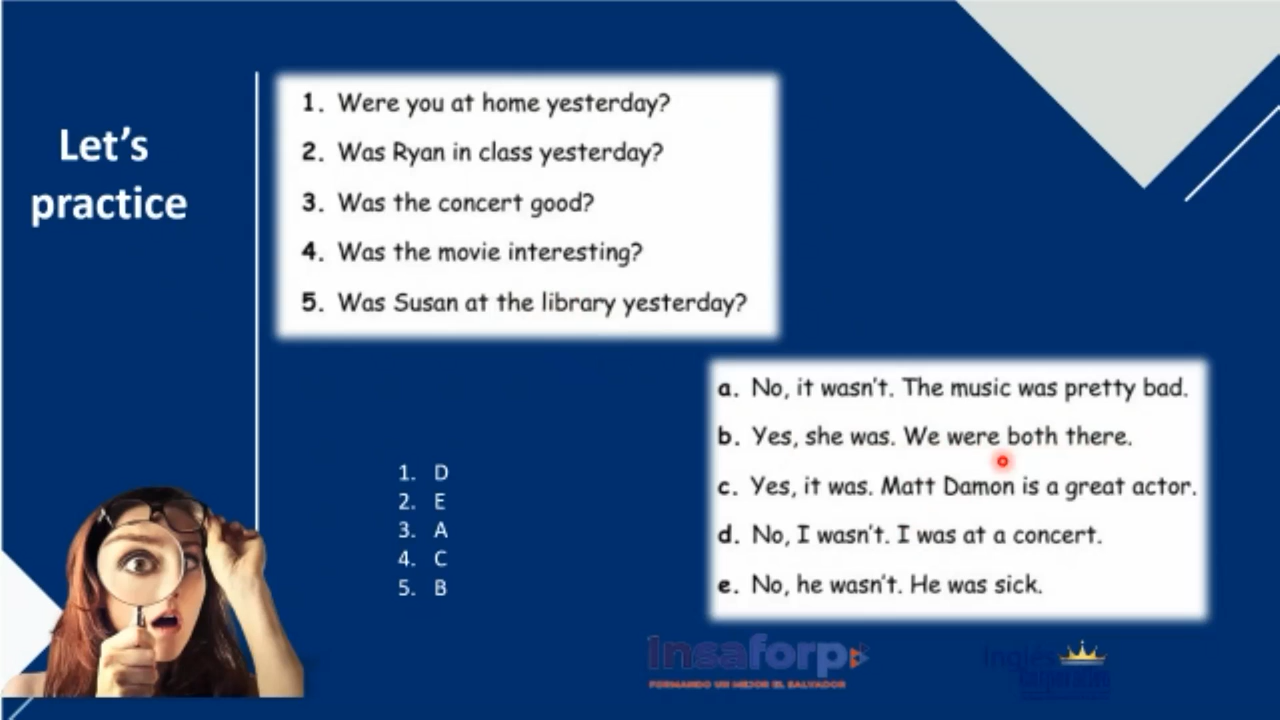 Let's
practice
1. Were you at home yesterday?
2. Was Ryan in class yesterday?
3. Was the concert good?
4. Was the movie interesting?
5. Was Susan at the library yesterday?
a. No, it wasn't. The music was pretty bad.
b. Yes, she was. We were both there.
c. Yes, it was. Matt Damon is a great actor.
d. No, I wasn't. I was at a concert.
e. No, he wasn't. He was sick.
1. D
2. E
3. A
4. C
5. B
Insaforp
FORMANDO UN MEJOR EL SALVADOR
Inglés